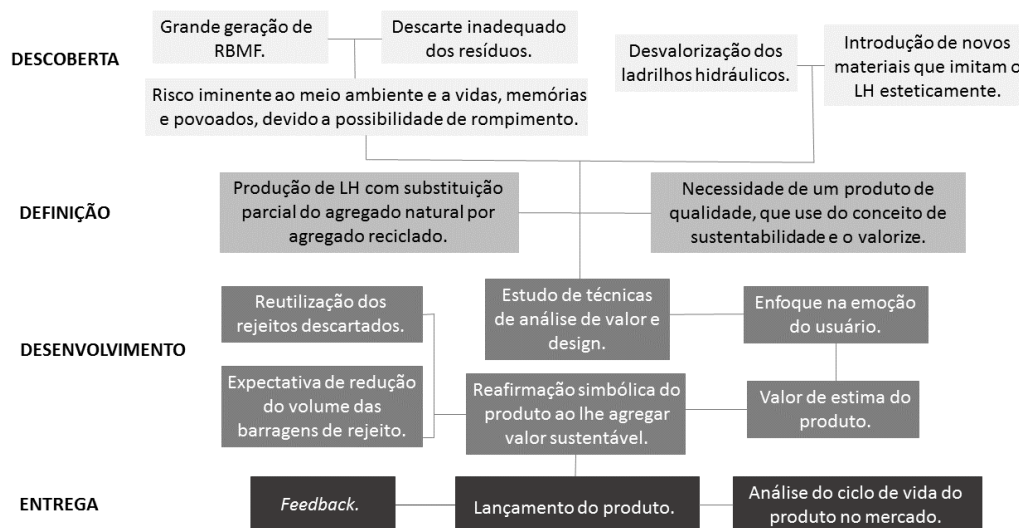 DESCOBERTA
Grande geração de
RBMF.
Descarte inadequado
dos resíduos.
Risco iminente ao meio ambiente e a vidas, memórias
e povoados, devido a possibilidade de rompimento.
Desvalorização dos
ladrilhos hidráulicos.
Introdução de novos
materiais que imitam o
LH esteticamente.
DEFINIÇÃO
Produção de LH com substituição
parcial do agregado natural por
agregado reciclado.
Necessidade de um produto de
qualidade, que use do conceito de
sustentabilidade e o valorize.
DESENVOLVIMENTO
Reutilização dos
rejeitos descartados.
Estudo de técnicas
de análise de valor e
design.
Enfoque na emoção
do usuário.
Expectativa de redução
do volume das
barragens de rejeito.
Reafirmação simbólica do
produto ao lhe agregar
valor sustentável.
Valor de estima do
produto.
ENTREGA
Feedback.
Lançamento do produto.
Análise do ciclo de vida do
produto no mercado.